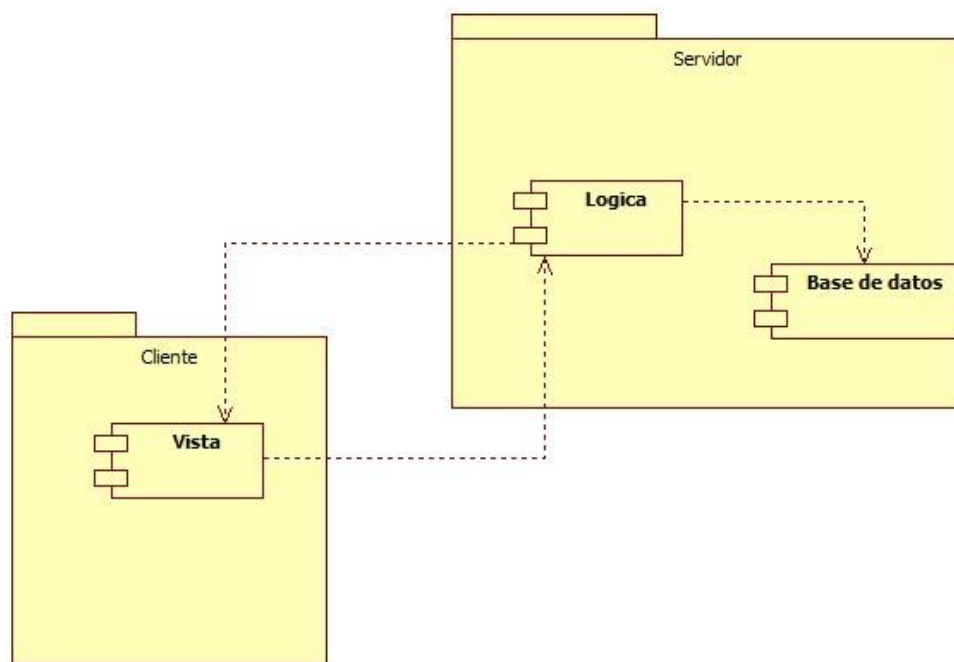 Servidor
Logica
Base de datos
Cliente
Vista